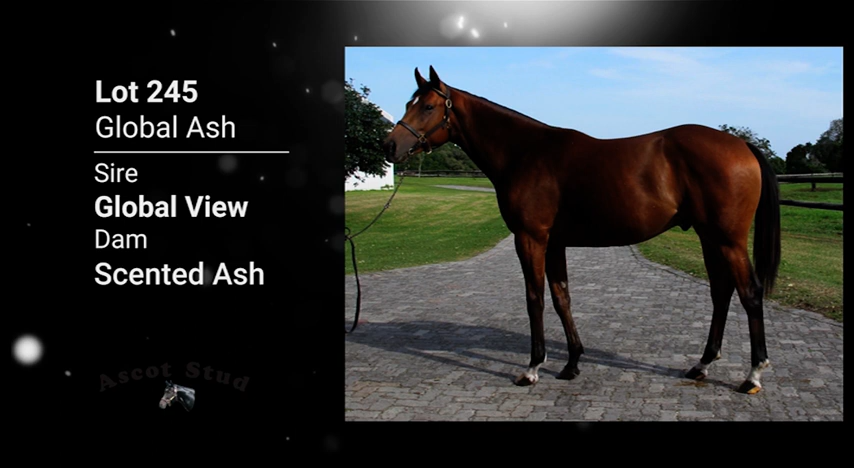 Lot 245
Global Ash
Sire
Global View
Dam
Scented Ash
Ascot Stud